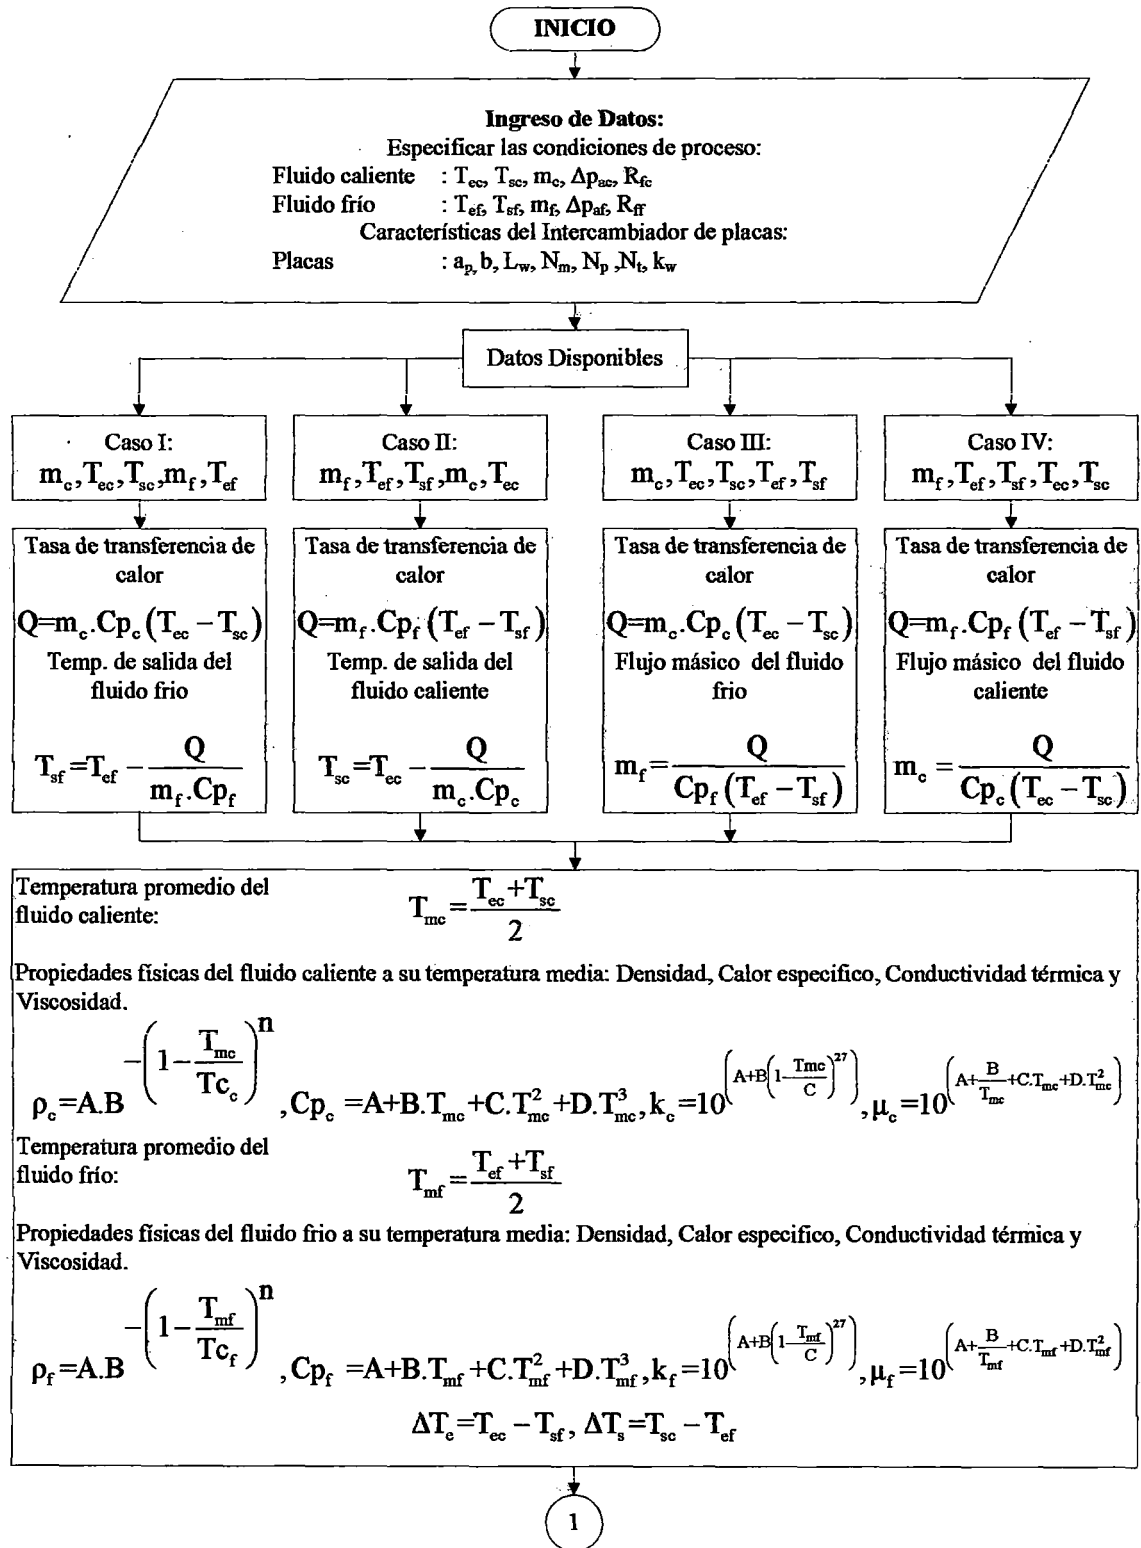 INICIO
Ingreso de Datos:
Especificar las condiciones de proceso:
Fluido caliente : T_ec, T_sc, m_c, Δp_ac, R_fc
Fluido frío : T_ef, T_sf, m_f, Δp_af, R_ff
Características del Intercambiador de placas:
Placas : a_p, b, L_w, N_m, N_p ,N_t, k_w
Datos Disponibles
Caso I:
m_c,T_ec,T_sc,m_f,T_ef
Tasa de transferencia de
calor
Q=m_c.Cp_c(T_ec − T_sc)
Temp. de salida del
fluido frio
T_sf=T_ef − Q/(m_f.Cp_f)
Caso II:
m_f,T_ef,T_sf,m_c,T_ec
Tasa de transferencia de
calor
Q=m_f.Cp_f(T_ef − T_sf)
Temp. de salida del
fluido caliente
T_sc=T_ec − Q/(m_c.Cp_c)
Caso III:
m_c,T_ec,T_sc,T_ef,T_sf
Tasa de transferencia de
calor
Q=m_c.Cp_c(T_ec − T_sc)
Flujo másico del fluido
frio
m_f=Q/(Cp_f(T_ef − T_sf))
Caso IV:
m_f,T_ef,T_sf,T_ec,T_sc
Tasa de transferencia de
calor
Q=m_f.Cp_f(T_ef − T_sf)
Flujo másico del fluido
caliente
m_c=Q/(Cp_c(T_ec − T_sc))
Temperatura promedio del
fluido caliente:
T_mc=(T_ec+T_sc)/2
Propiedades físicas del fluido caliente a su temperatura media: Densidad, Calor especifico, Conductividad térmica y
Viscosidad.
ρ_c=A.B^(−(1−T_mc/Tc_c)^n), Cp_c=A+B.T_mc+C.T_mc^2+D.T_mc^3, k_c=10^(A+B(1−Tmc/C)^27), μ_c=10^(A+B/T_mc+C.T_mc+D.T_mc^2)
Temperatura promedio del
fluido frío:
T_mf=(T_ef+T_sf)/2
Propiedades físicas del fluido frio a su temperatura media: Densidad, Calor especifico, Conductividad térmica y
Viscosidad.
ρ_f=A.B^(−(1−T_mf/Tc_f)^n), Cp_f=A+B.T_mf+C.T_mf^2+D.T_mf^3, k_f=10^(A+B(1−T_mf/C)^27), μ_f=10^(A+B/T_mf+C.T_mf+D.T_mf^2)
ΔT_e=T_ec − T_sf, ΔT_s=T_sc − T_ef
1